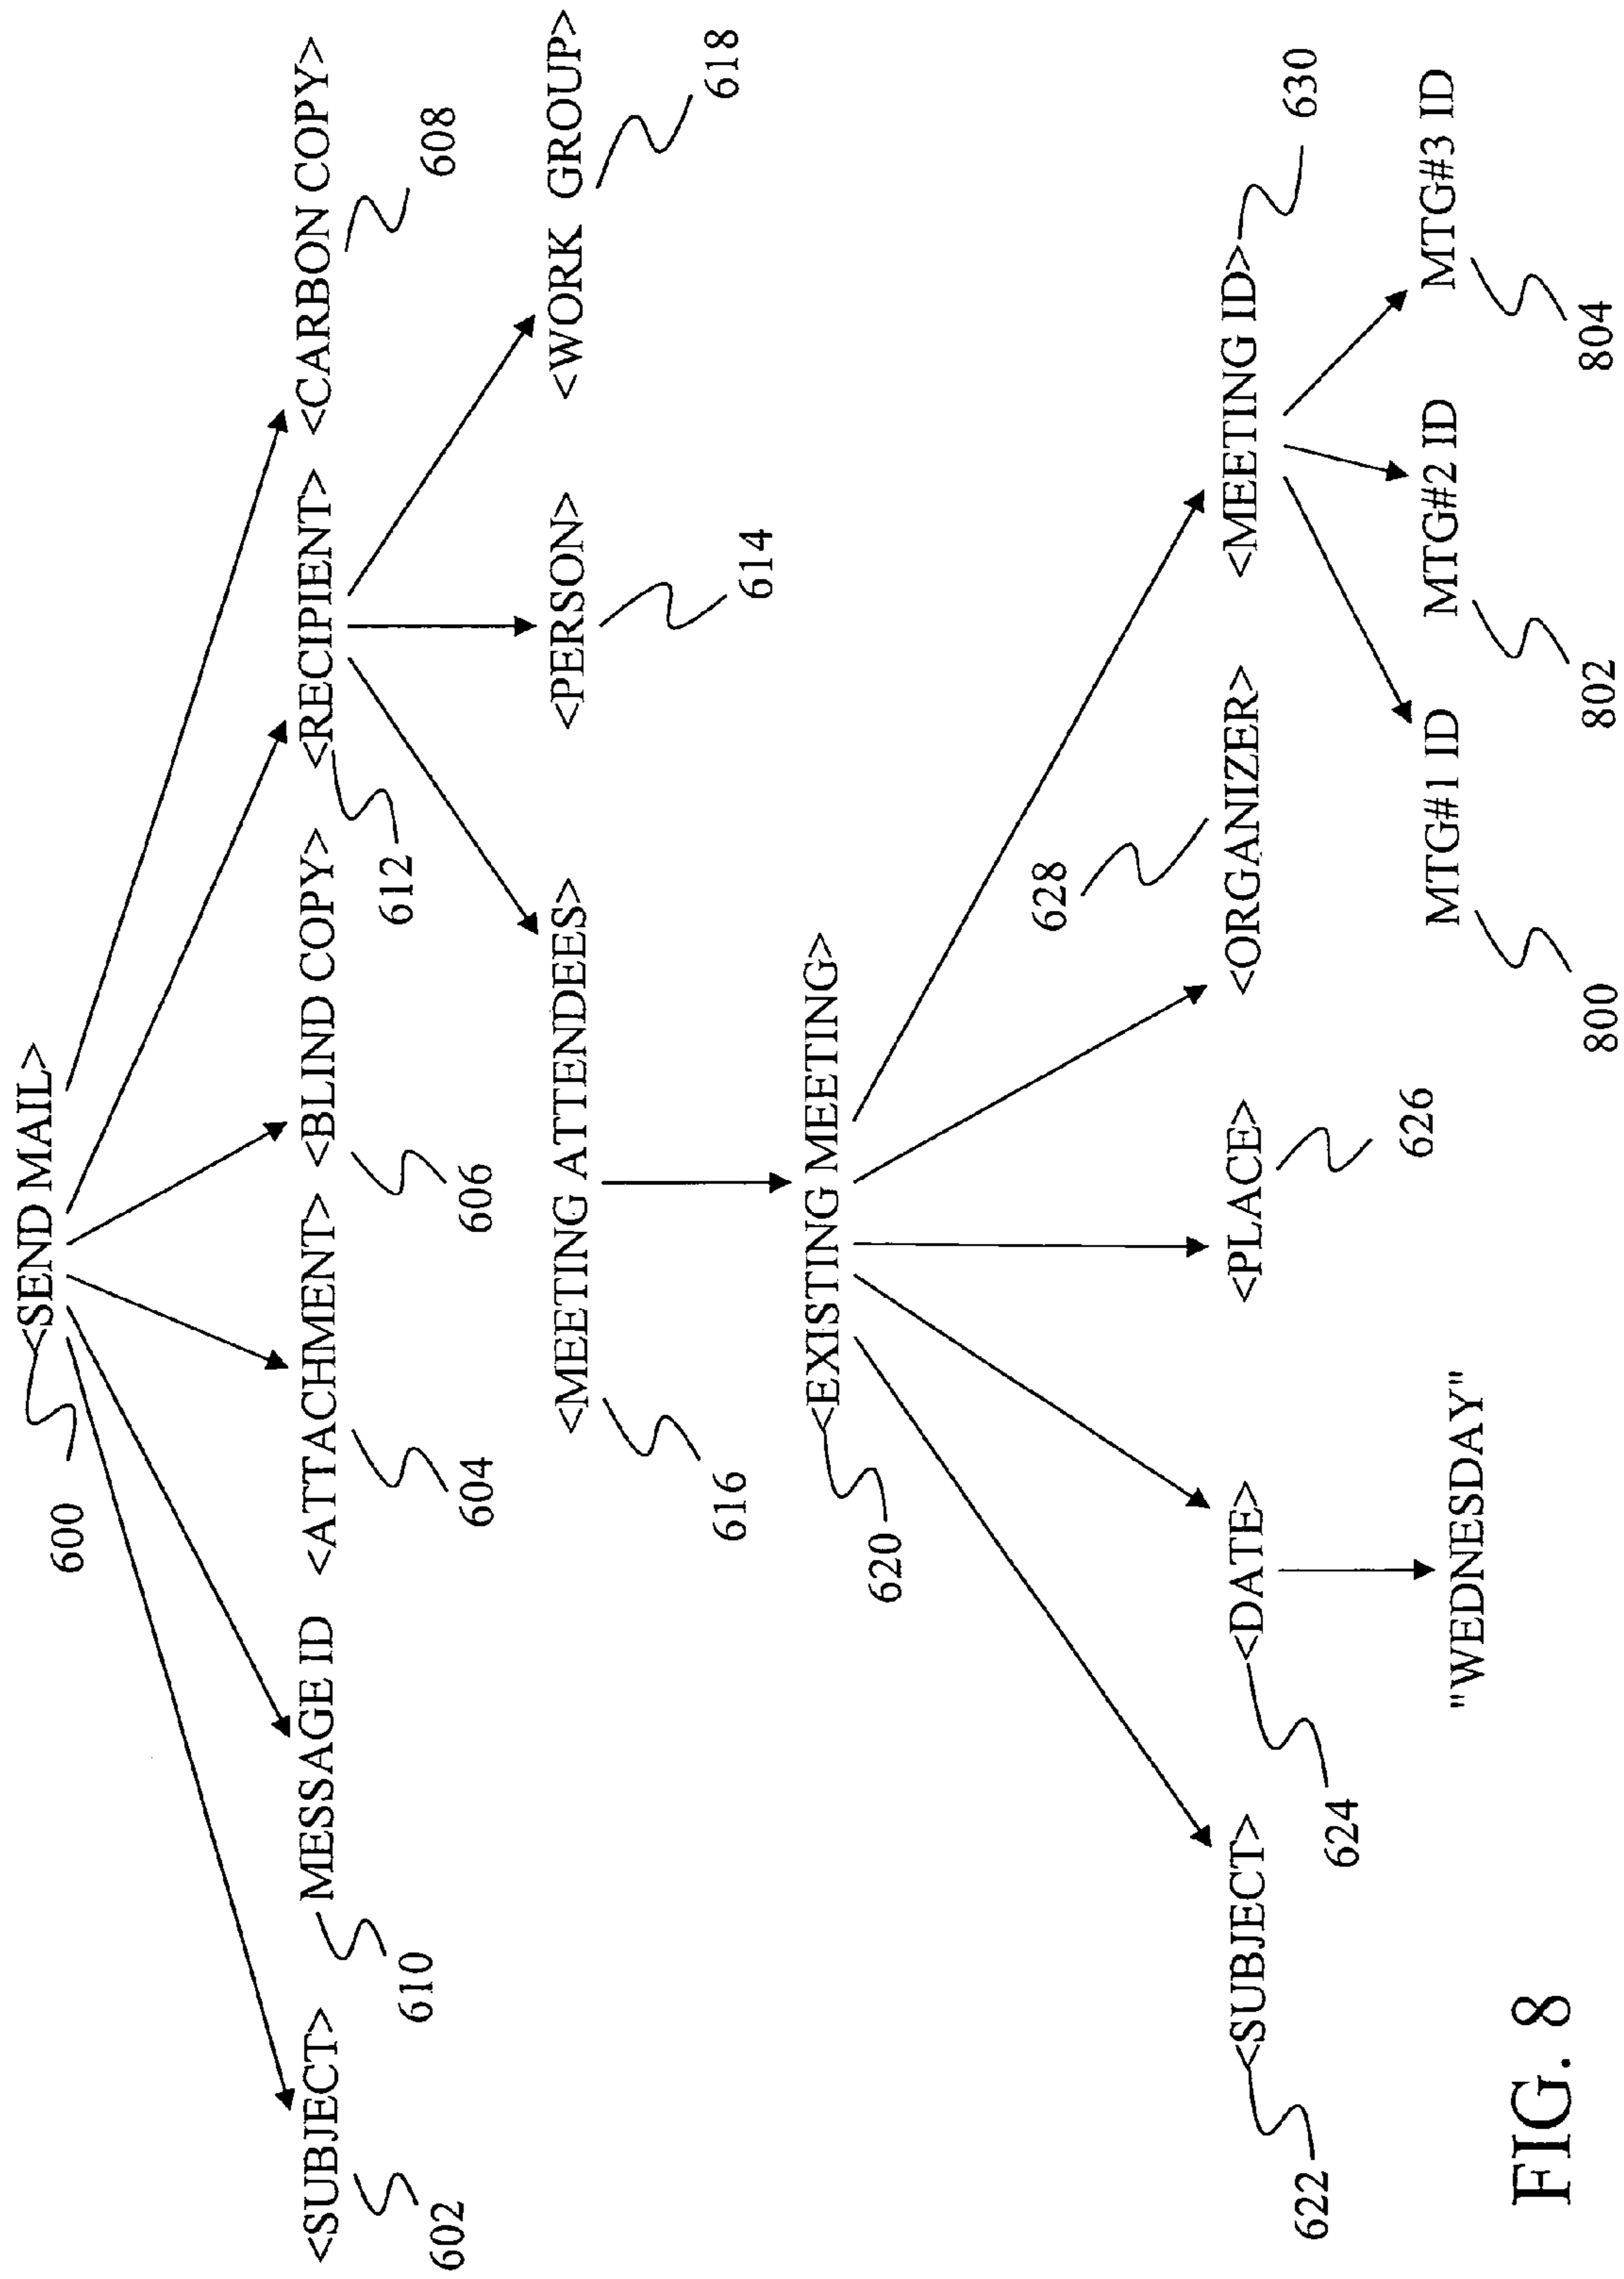 <SEND MAIL>
600
<SUBJECT> MESSAGE ID <ATTACHMENT> <BLIND COPY> <RECIPIENT> <CARBON COPY>
602 610 604 606 612 608
<MEETING ATTENDEES> <PERSON> <WORK GROUP>
616 614 618
<EXISTING MEETING>
620
628 630
<SUBJECT> <DATE> <PLACE> <ORGANIZER> <MEETING ID>
622 624 626
"WEDNESDAY" MTG#1 ID MTG#2 ID MTG#3 ID
800 802 804
FIG. 8